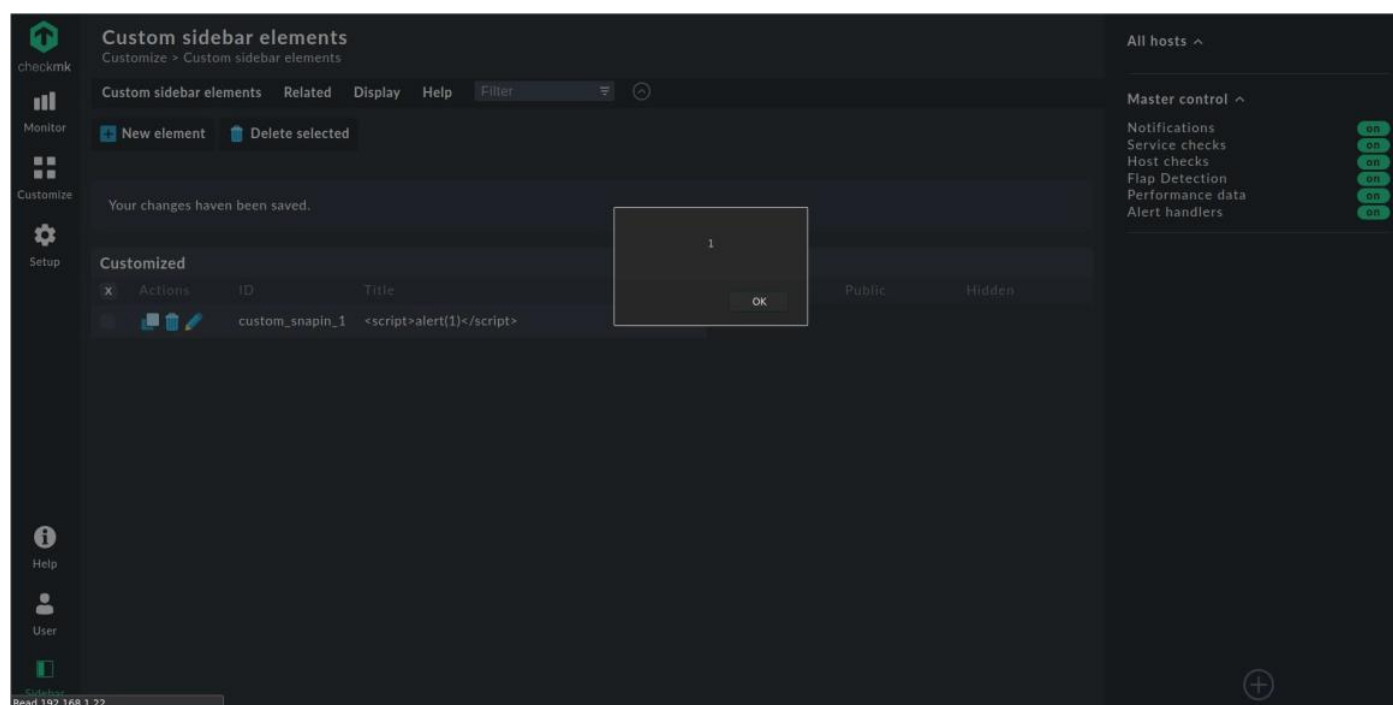 checkmk
Monitor
Customize
Setup
Help
User
Sidebar
Read 192.168.1.22
Custom sidebar elements
Customize > Custom sidebar elements
Custom sidebar elements Related Display Help Filter
New element Delete selected
Your changes haven been saved.
Customized
X Actions ID Title Public Hidden
custom_snapin_1 <script>alert(1)</script>
1
OK
All hosts
Master control
Notifications on
Service checks on
Host checks on
Flap Detection on
Performance data on
Alert handlers on